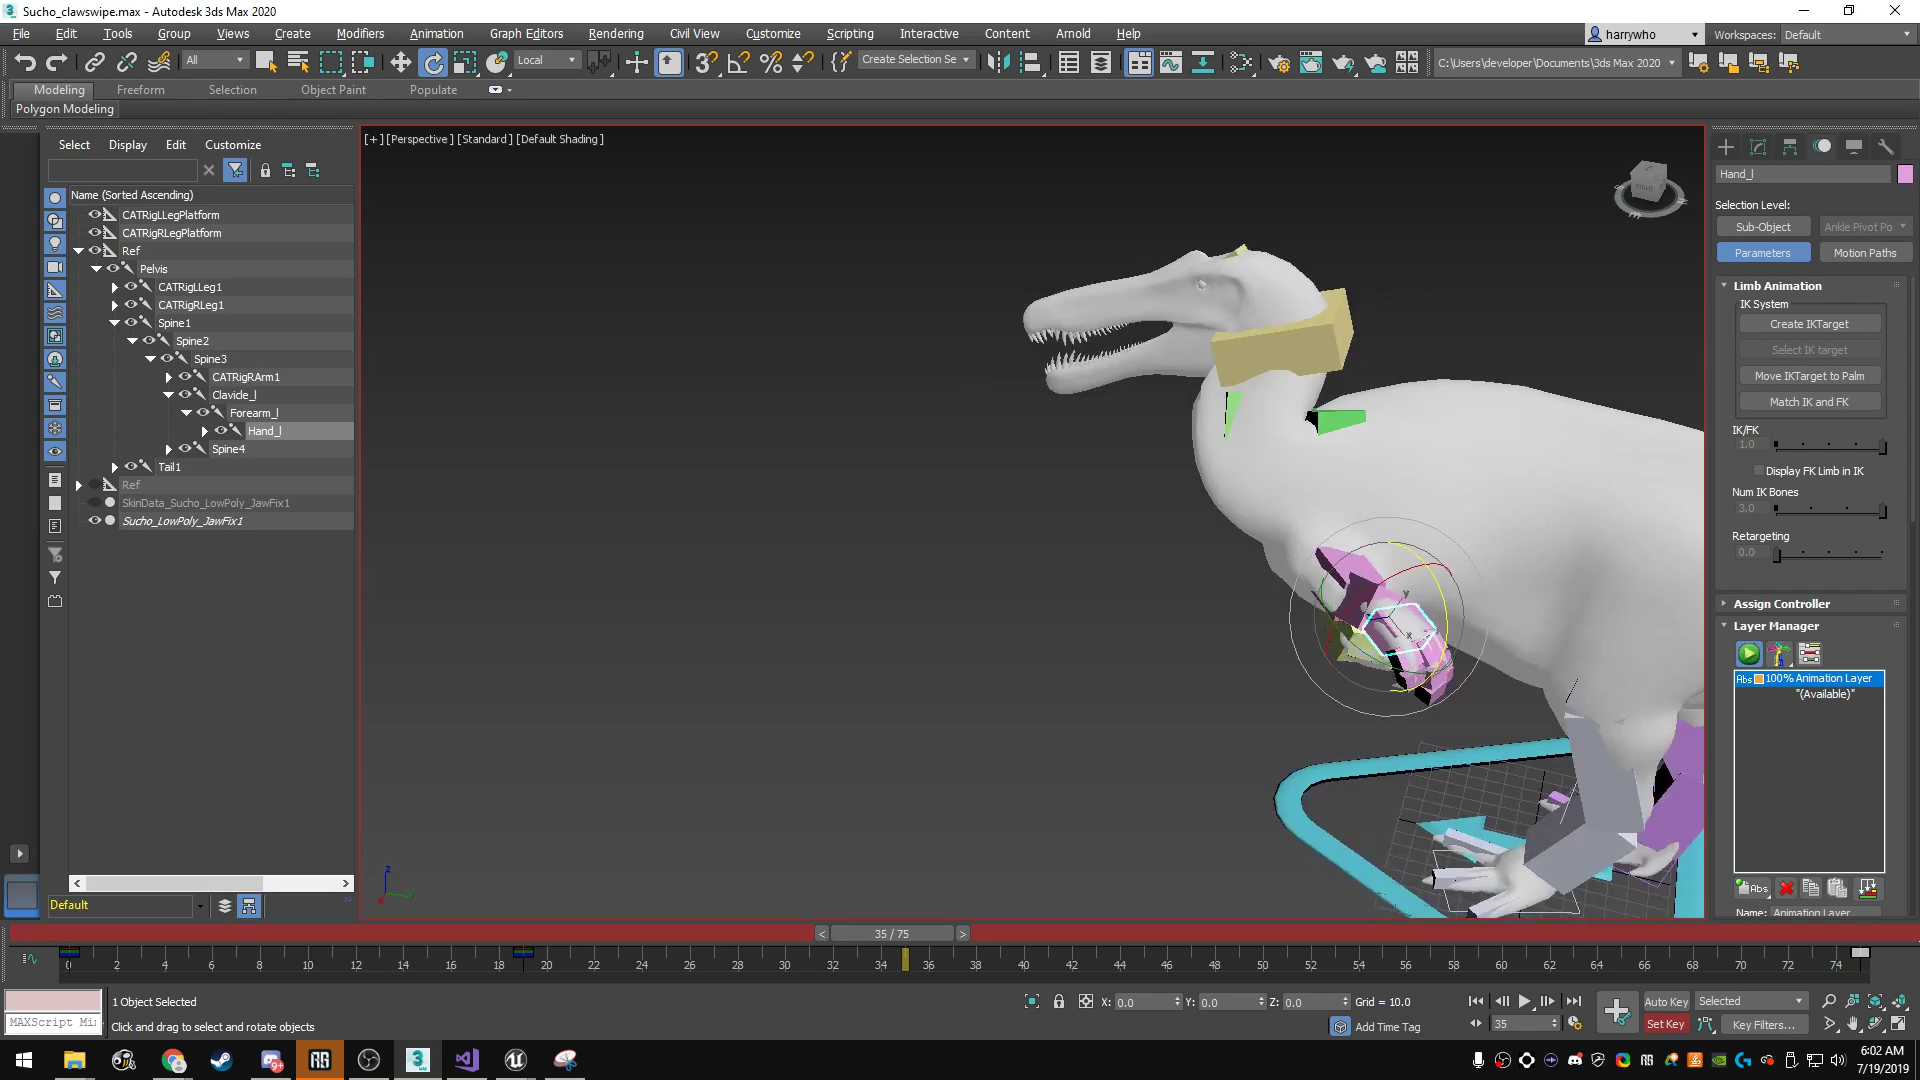 Sucho_clawswipe.max - Autodesk 3ds Max 2020
File Edit Tools Group Views Create Modifiers Animation Graph Editors Rendering Civil View Customize Scripting Interactive Content Arnold Help
harrywho
Workspaces: Default
All
Local
Create Selection Se
C:\Users\developer\Documents\3ds Max 2020
Modeling Freeform Selection Object Paint Populate
Polygon Modeling
Select Display Edit Customize
Name (Sorted Ascending)
CATRigLLegPlatform
CATRigRLegPlatform
Ref
Pelvis
CATRigLLeg1
CATRigRLeg1
Spine1
Spine2
Spine3
CATRigRArm1
Clavicle_l
Forearm_l
Hand_l
Spine4
Tail1
Ref
SkinData_Sucho_LowPoly_JawFix1
Sucho_LowPoly_JawFix1
Default
[+] [Perspective ] [Standard ] [Default Shading ]
RIGHT
Hand_l
Selection Level:
Sub-Object
Ankle Pivot Po
Parameters
Motion Paths
Limb Animation
IK System
Create IKTarget
Select IK target
Move IKTarget to Palm
Match IK and FK
IK/FK
1.0
Display FK Limb in IK
Num IK Bones
3.0
Retargeting
0.0
Assign Controller
Layer Manager
Abs 100% Animation Layer
"(Available)"
Abs
Name: Animation Layer
< 35 / 75 >
0 2 4 6 8 10 12 14 16 18 20 22 24 26 28 30 32 34 36 38 40 42 44 46 48 50 52 54 56 58 60 62 64 66 68 70 72 74
1 Object Selected
X: 0.0 Y: 0.0 Z: 0.0 Grid = 10.0
Auto Key
Selected
MAXScript Mi
Click and drag to select and rotate objects
Add Time Tag
35
Set Key
Key Filters...
6:02 AM
7/19/2019